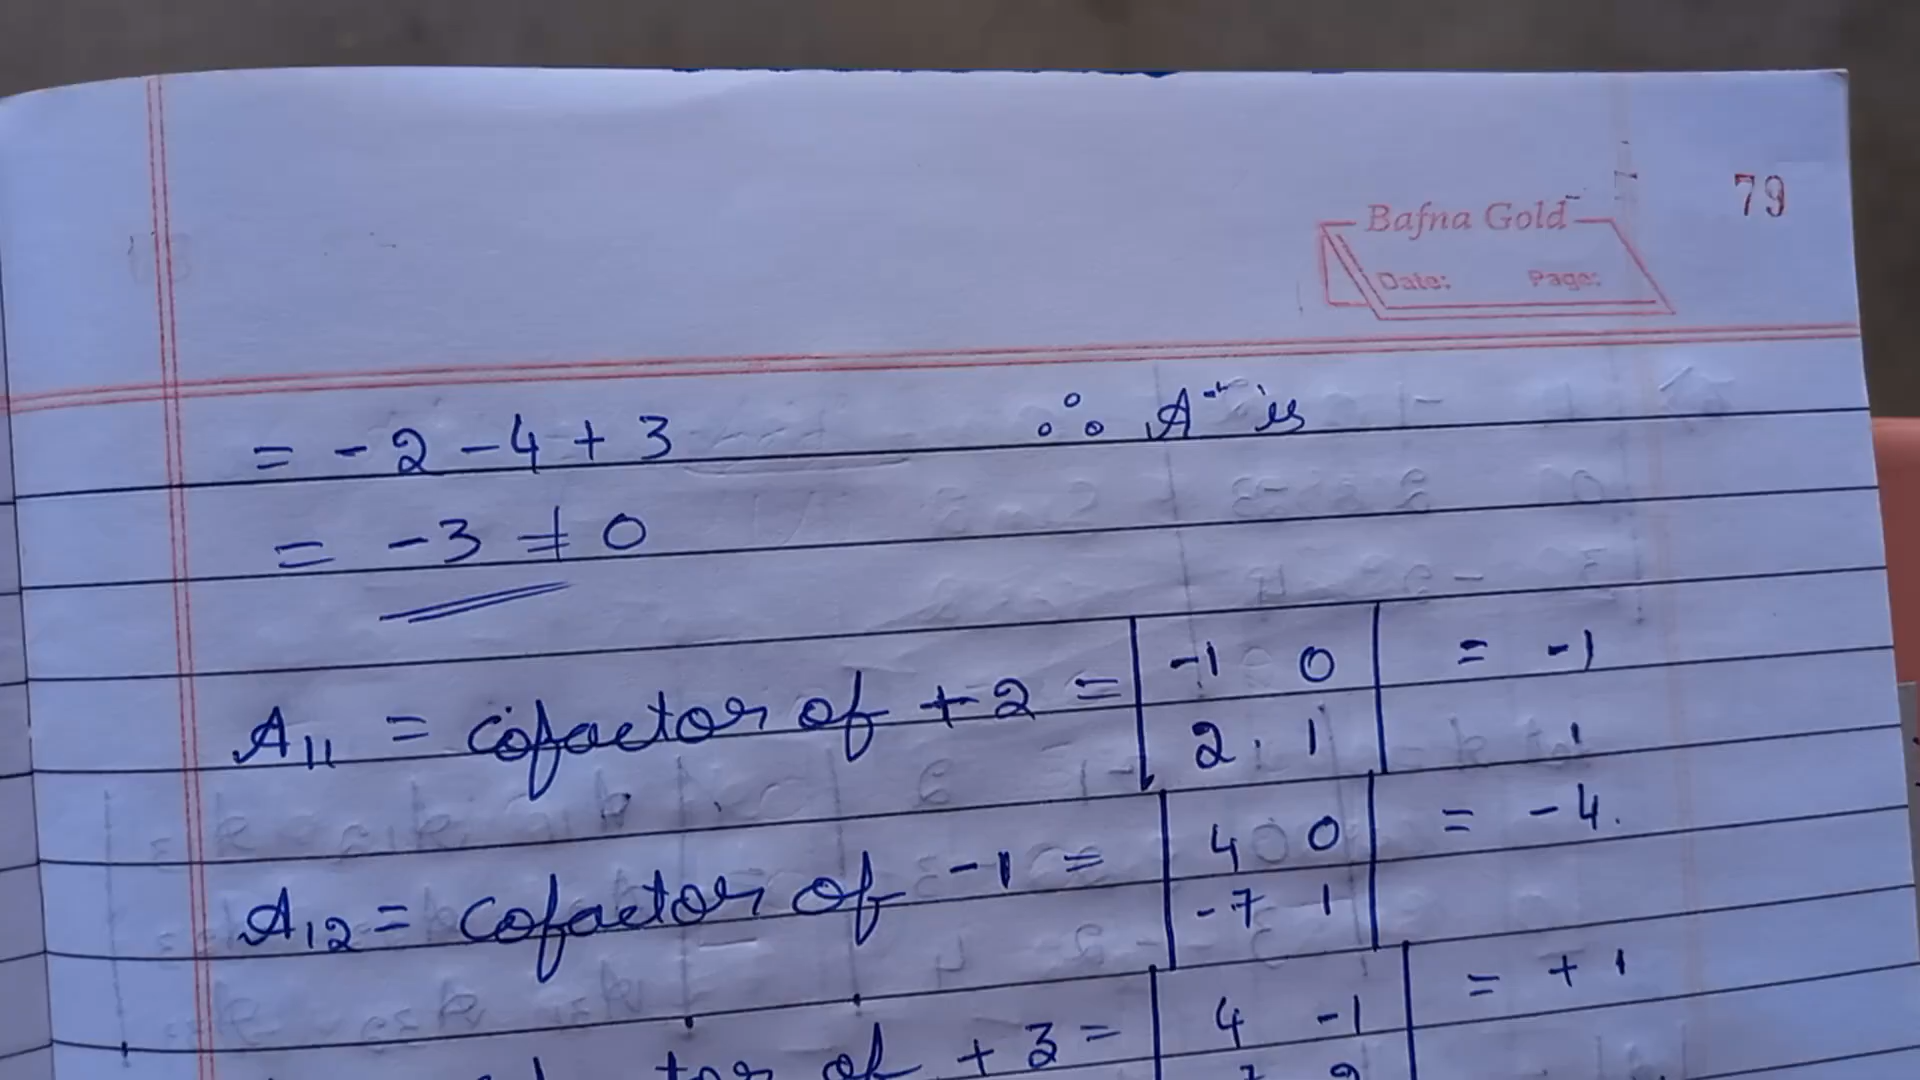 79
Bafna Gold
Date: Page:
= -2 -4 + 3 ∴ A⁻¹ is
= -3 ≠ 0
A₁₁ = cofactor of +2 = | -1 0 | = -1
| 2 1 |
A₁₂ = cofactor of -1 = | 4 0 | = -4.
| -7 1 |
of +3 = | 4 -1 | = +1